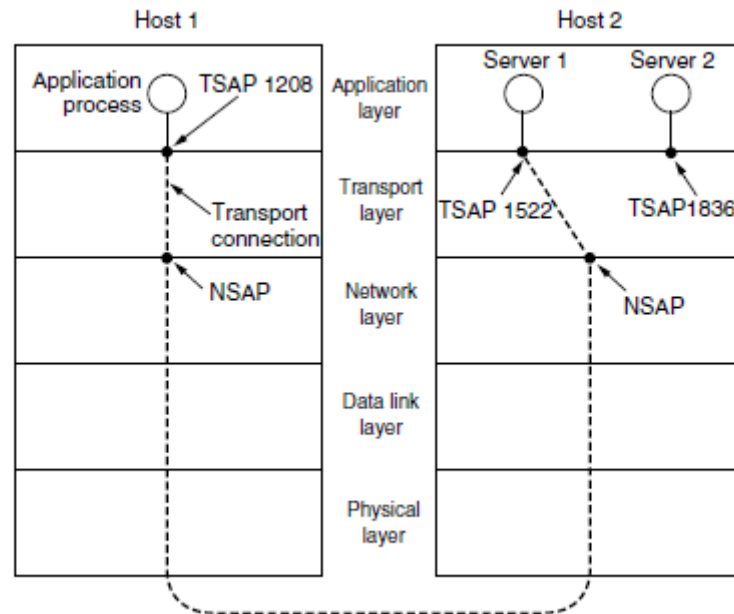 Host 1
Host 2
Application
process
TSAP 1208
Application
layer
Server 1
Server 2
Transport
connection
Transport
layer
TSAP 1522
TSAP1836
NSAP
Network
layer
NSAP
Data link
layer
Physical
layer